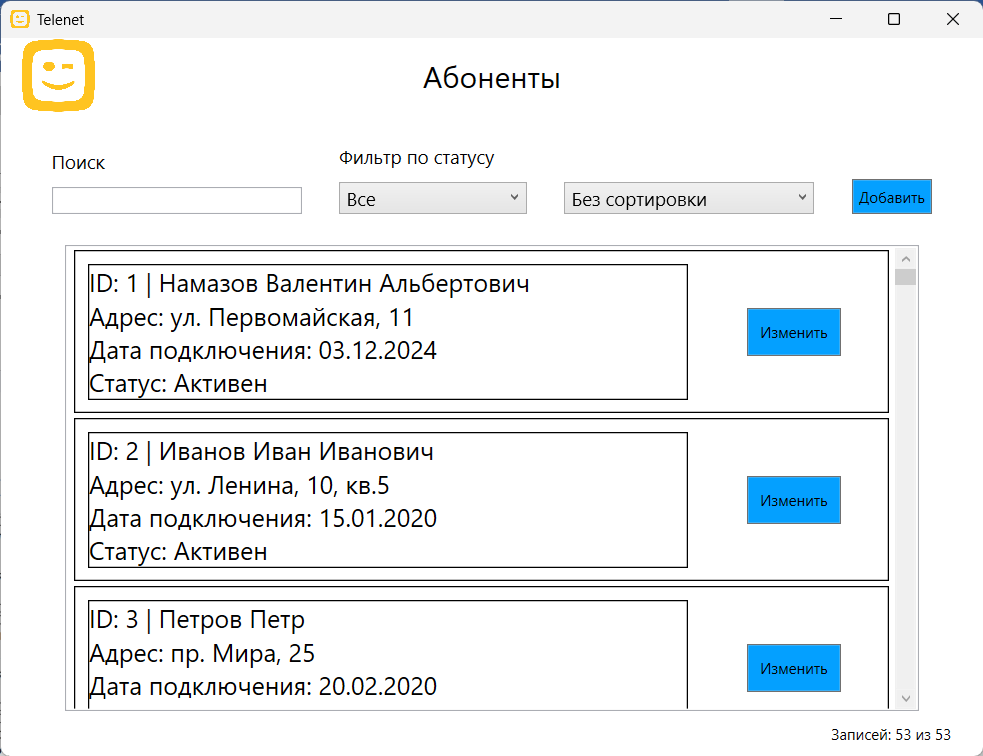 Telenet
Абоненты
Поиск
Фильтр по статусу
Все
Без сортировки
Добавить
ID: 1 | Намазов Валентин Альбертович
Адрес: ул. Первомайская, 11
Дата подключения: 03.12.2024
Статус: Активен
Изменить
ID: 2 | Иванов Иван Иванович
Адрес: ул. Ленина, 10, кв.5
Дата подключения: 15.01.2020
Статус: Активен
Изменить
ID: 3 | Петров Петр
Адрес: пр. Мира, 25
Дата подключения: 20.02.2020
Изменить
Записей: 53 из 53